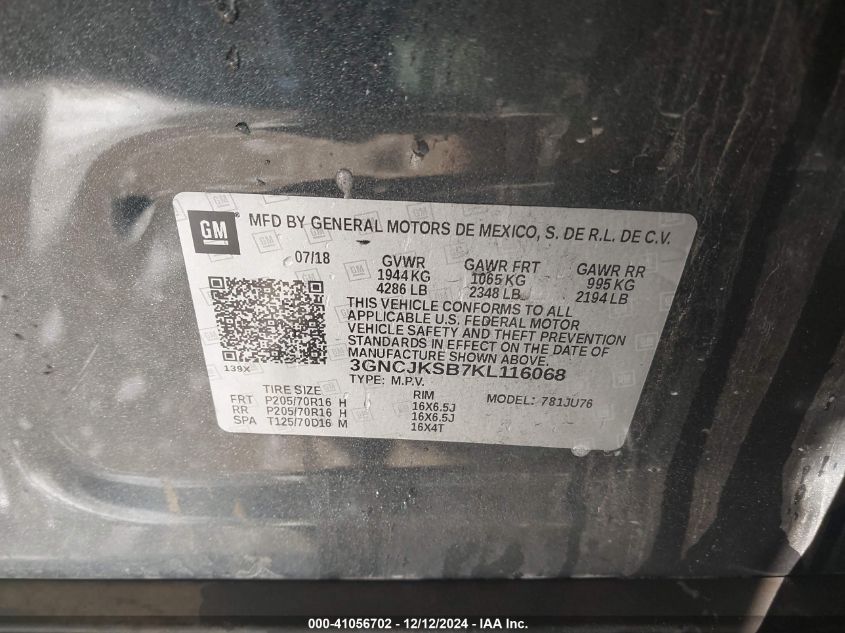 GM
MFD BY GENERAL MOTORS DE MEXICO, S. DE R.L. DE C.V.
07/18 GVWR GAWR FRT GAWR RR
1944 KG 1065 KG 995 KG
4286 LB 2348 LB 2194 LB
THIS VEHICLE CONFORMS TO ALL
APPLICABLE U.S. FEDERAL MOTOR
VEHICLE SAFETY AND THEFT PREVENTION
STANDARDS IN EFFECT ON THE DATE OF
MANUFACTURE SHOWN ABOVE.
139X
3GNCJKSB7KL116068
TYPE: M.P.V.
TIRE SIZE RIM MODEL: 781JU76
FRT P205/70R16 H 16X6.5J
RR P205/70R16 H 16X6.5J
SPA T125/70D16 M 16X4T
000-41056702 - 12/12/2024 - IAA Inc.